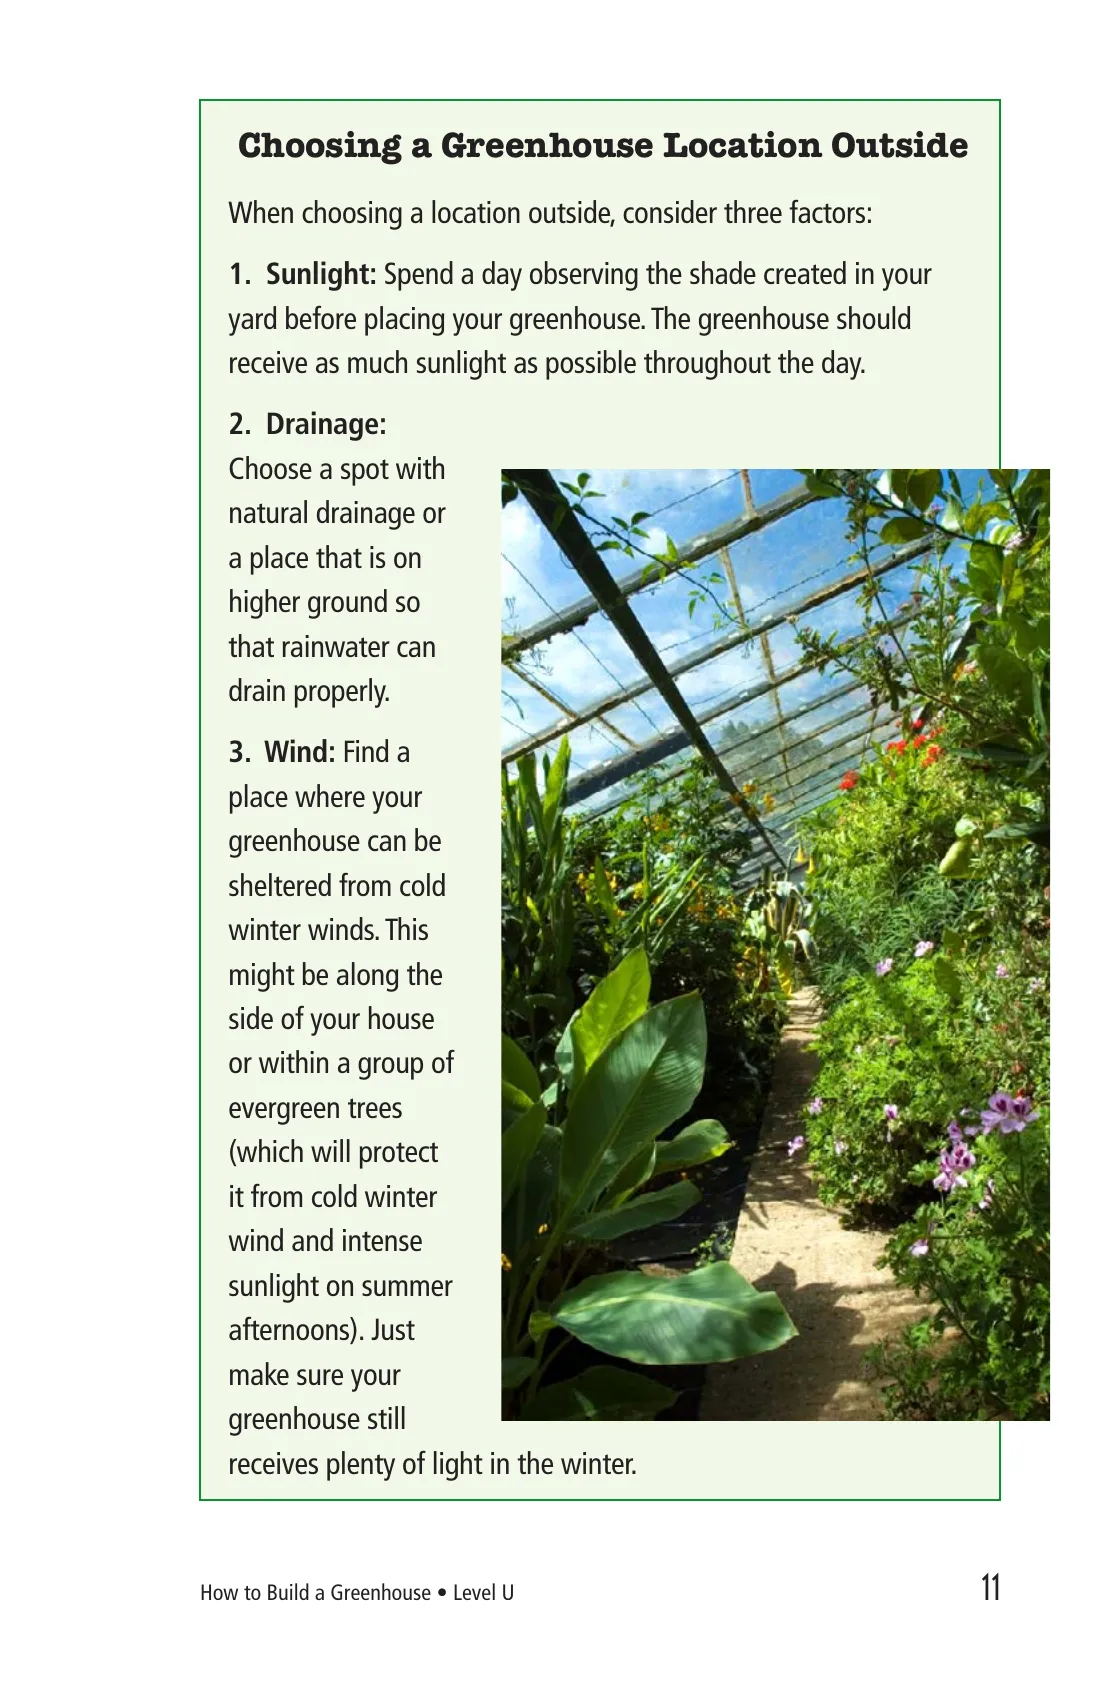 Choosing a Greenhouse Location Outside
When choosing a location outside, consider three factors:
1. Sunlight: Spend a day observing the shade created in your
yard before placing your greenhouse. The greenhouse should
receive as much sunlight as possible throughout the day.
2. Drainage:
Choose a spot with
natural drainage or
a place that is on
higher ground so
that rainwater can
drain properly.
3. Wind: Find a
place where your
greenhouse can be
sheltered from cold
winter winds. This
might be along the
side of your house
or within a group of
evergreen trees
(which will protect
it from cold winter
wind and intense
sunlight on summer
afternoons). Just
make sure your
greenhouse still
receives plenty of light in the winter.
How to Build a Greenhouse • Level U
11